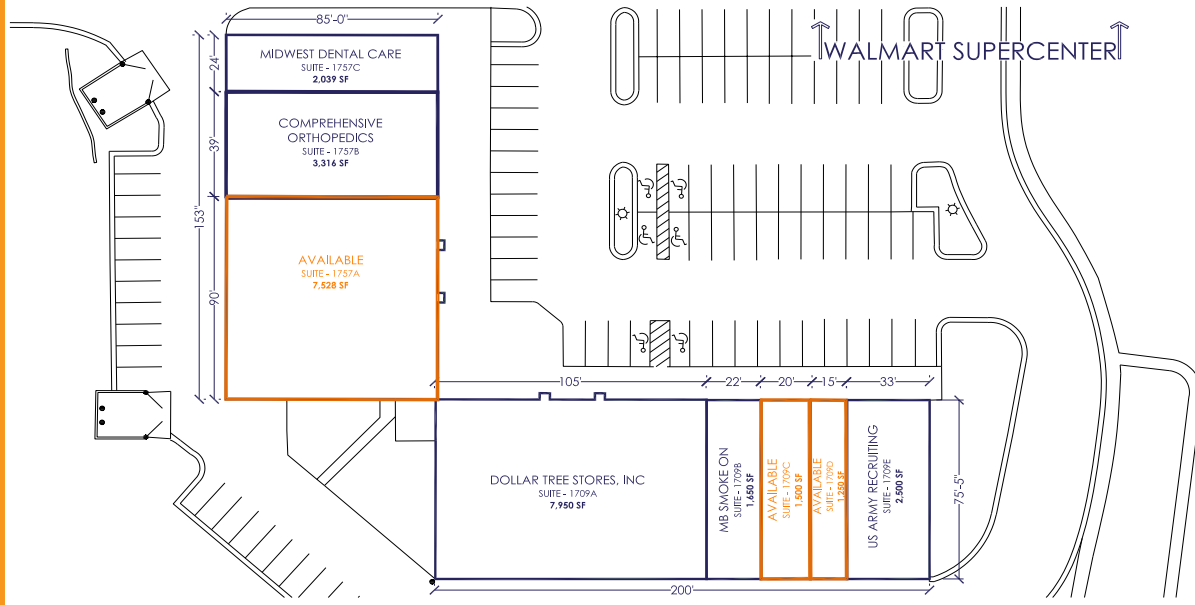 85'-0"
WALMART SUPERCENTER
24'
MIDWEST DENTAL CARE
SUITE - 1757C
2,039 SF
39'
COMPREHENSIVE
ORTHOPEDICS
SUITE - 1757B
3,316 SF
153"
90'
AVAILABLE
SUITE - 1757A
7,528 SF
105'
22'
20'
15'
33'
DOLLAR TREE STORES, INC
SUITE - 1709A
7,950 SF
MB SMOKE ON
SUITE - 1709B
1,650 SF
AVAILABLE
SUITE - 1709C
1,500 SF
AVAILABLE
SUITE - 1709D
1,250 SF
US ARMY RECRUITING
SUITE - 1709E
2,500 SF
75'-5"
200'